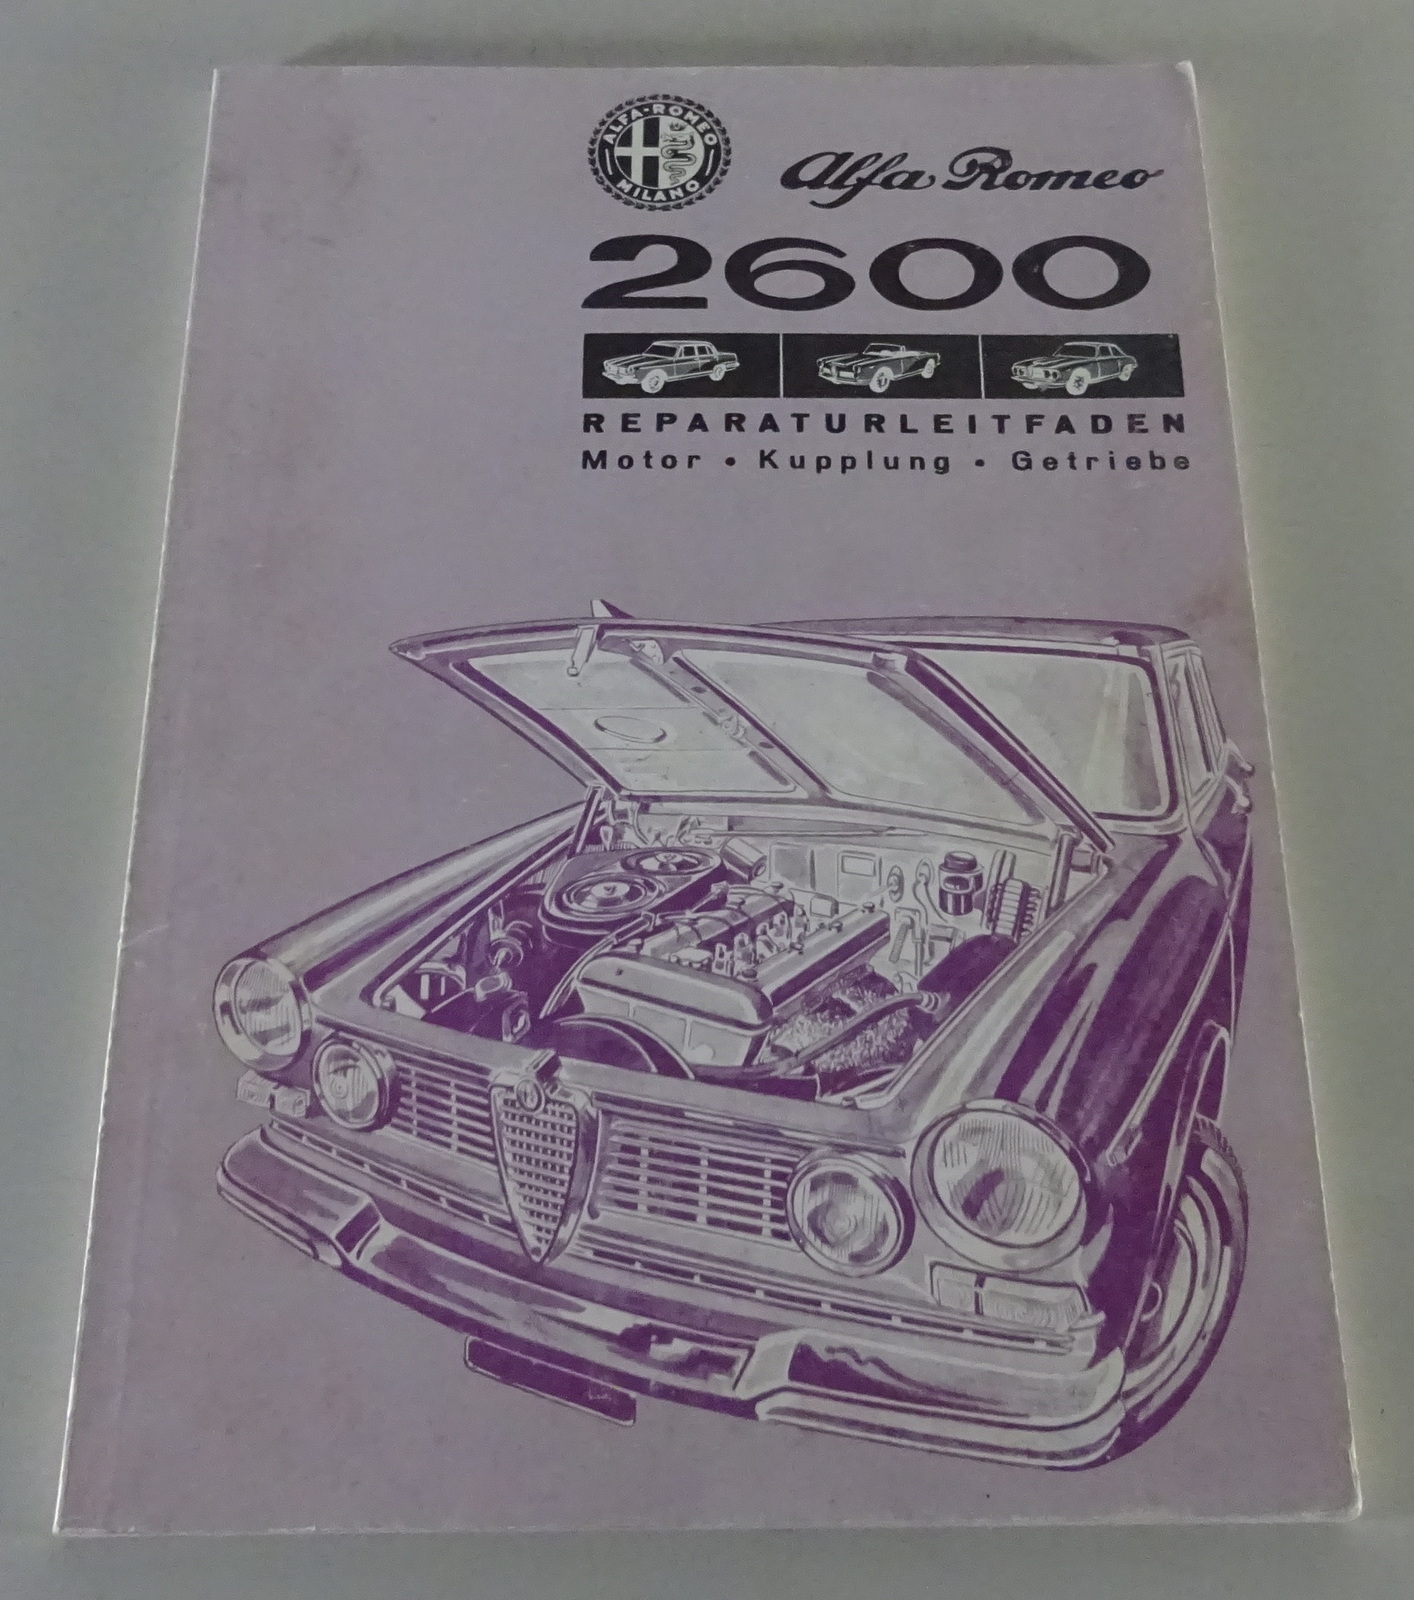 ALFA-ROMEO
MILANO
Alfa Romeo
2600
REPARATURLEITFADEN
Motor • Kupplung • Getriebe